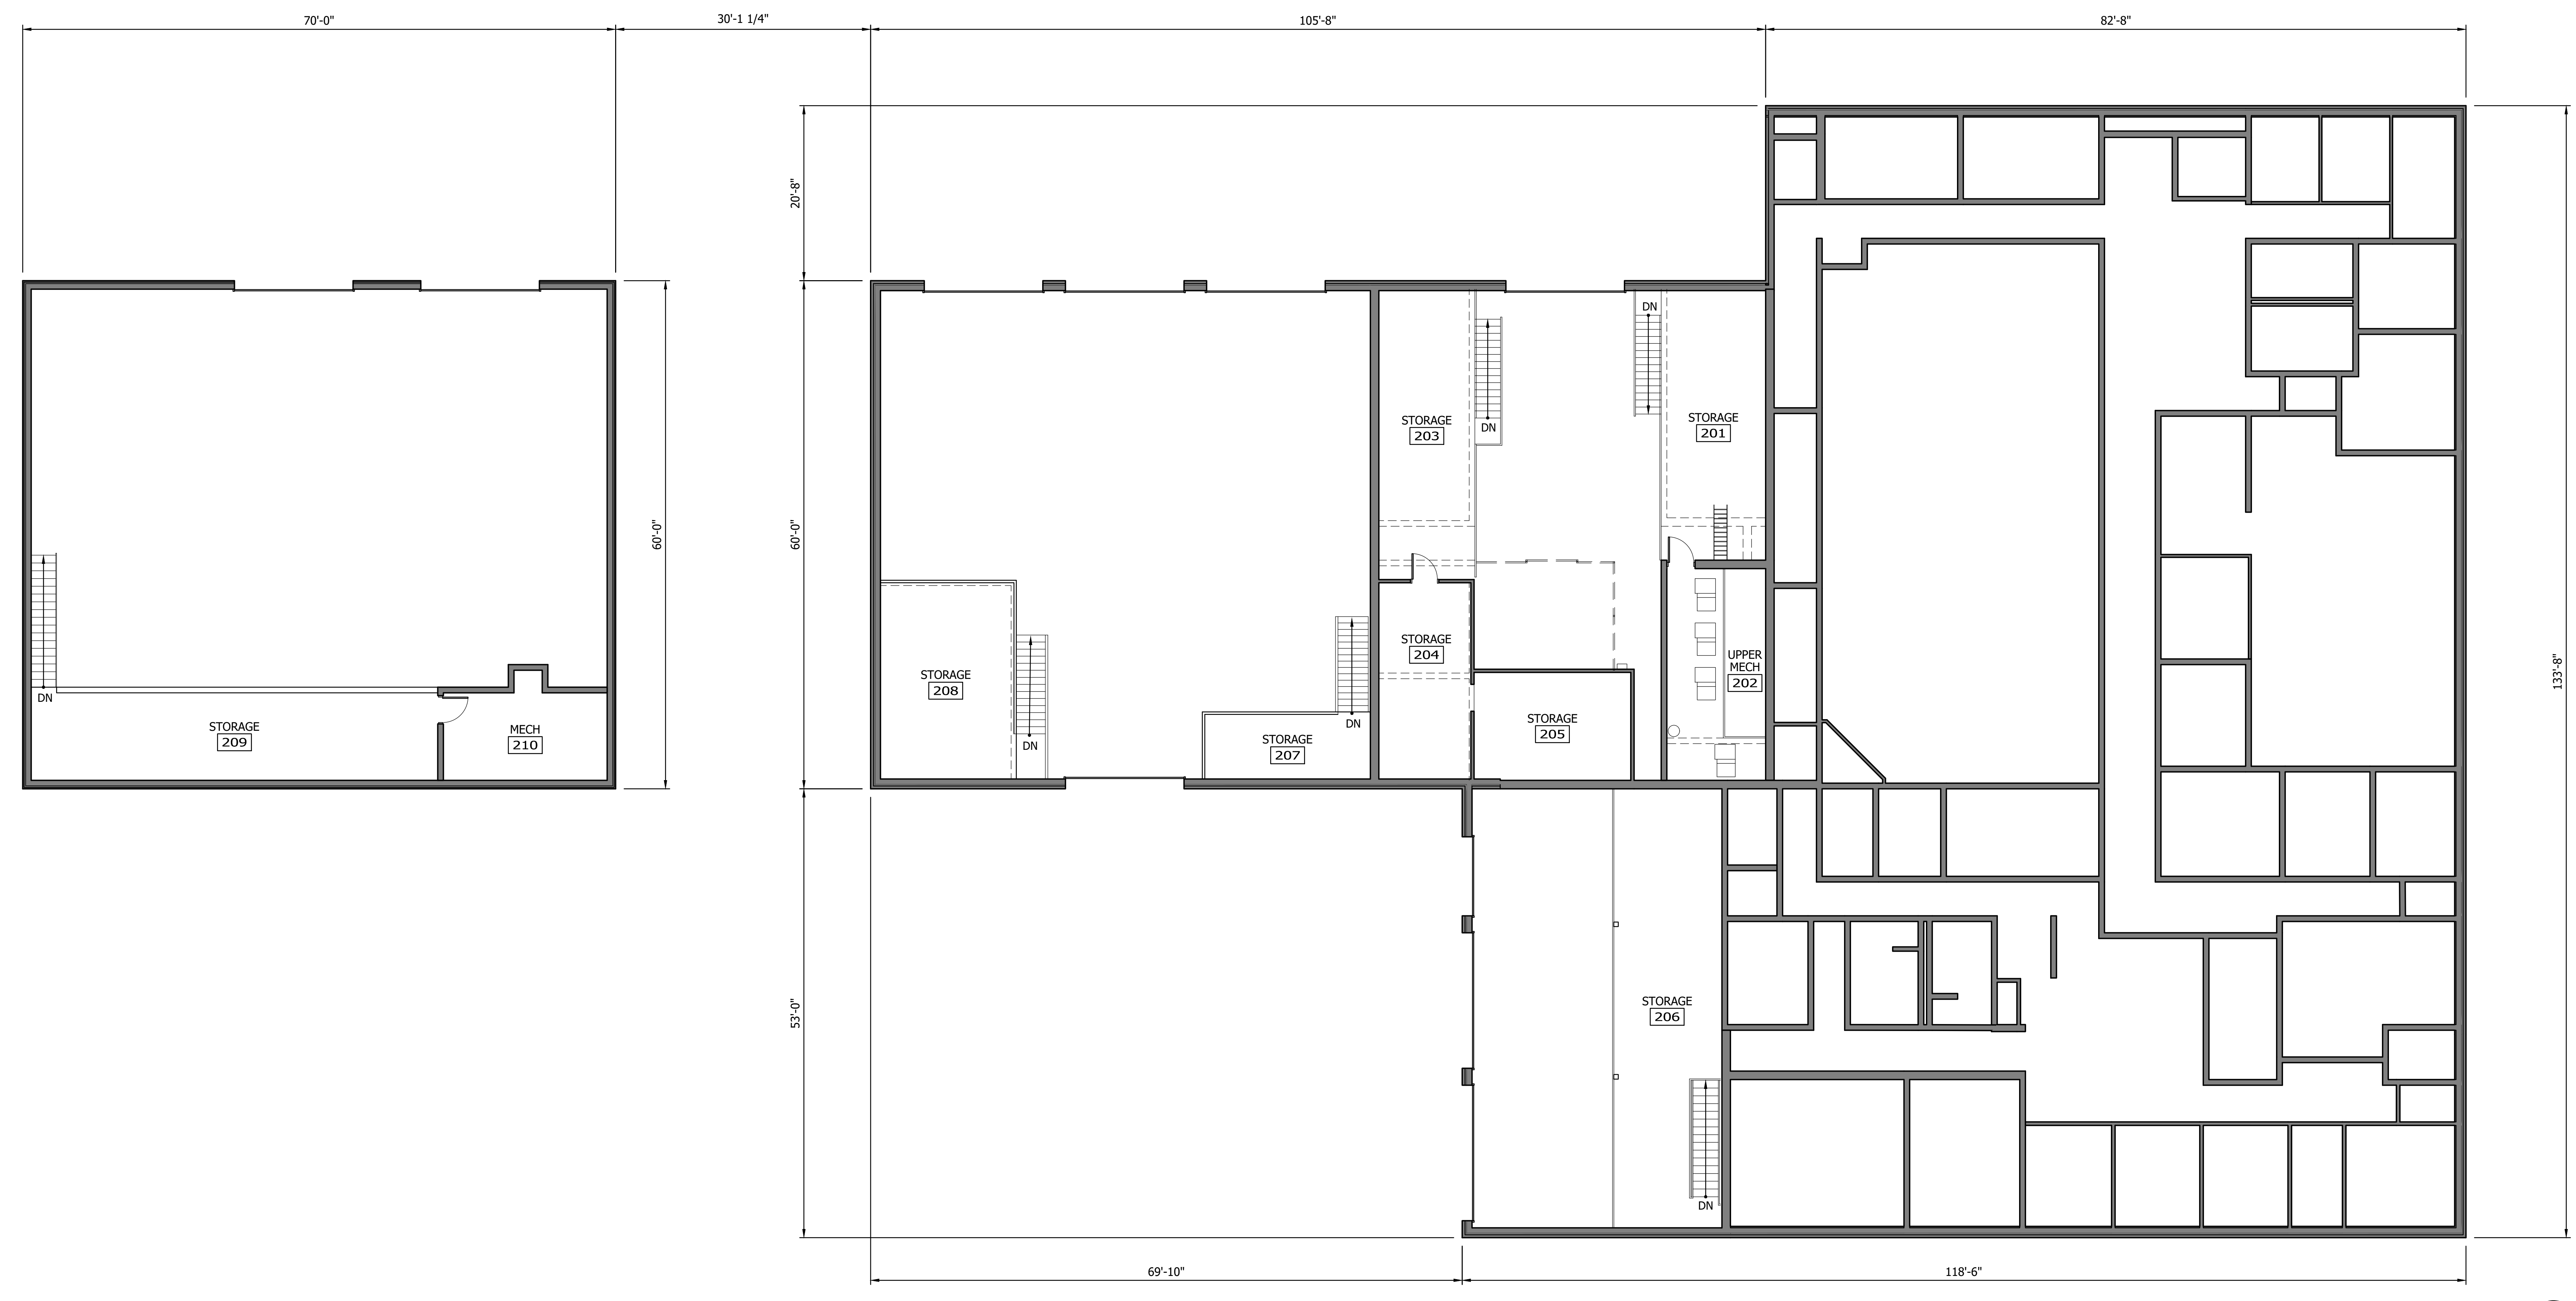 70'-0"
30'-1 1/4"
105'-8"
82'-8"
20'-8"
60'-0"
60'-0"
53'-0"
133'-8"
DN
STORAGE
203
DN
STORAGE
201
STORAGE
204
UPPER
MECH
202
STORAGE
208
DN
STORAGE
209
MECH
210
DN
STORAGE
207
DN
STORAGE
205
STORAGE
206
DN
69'-10"
118'-6"